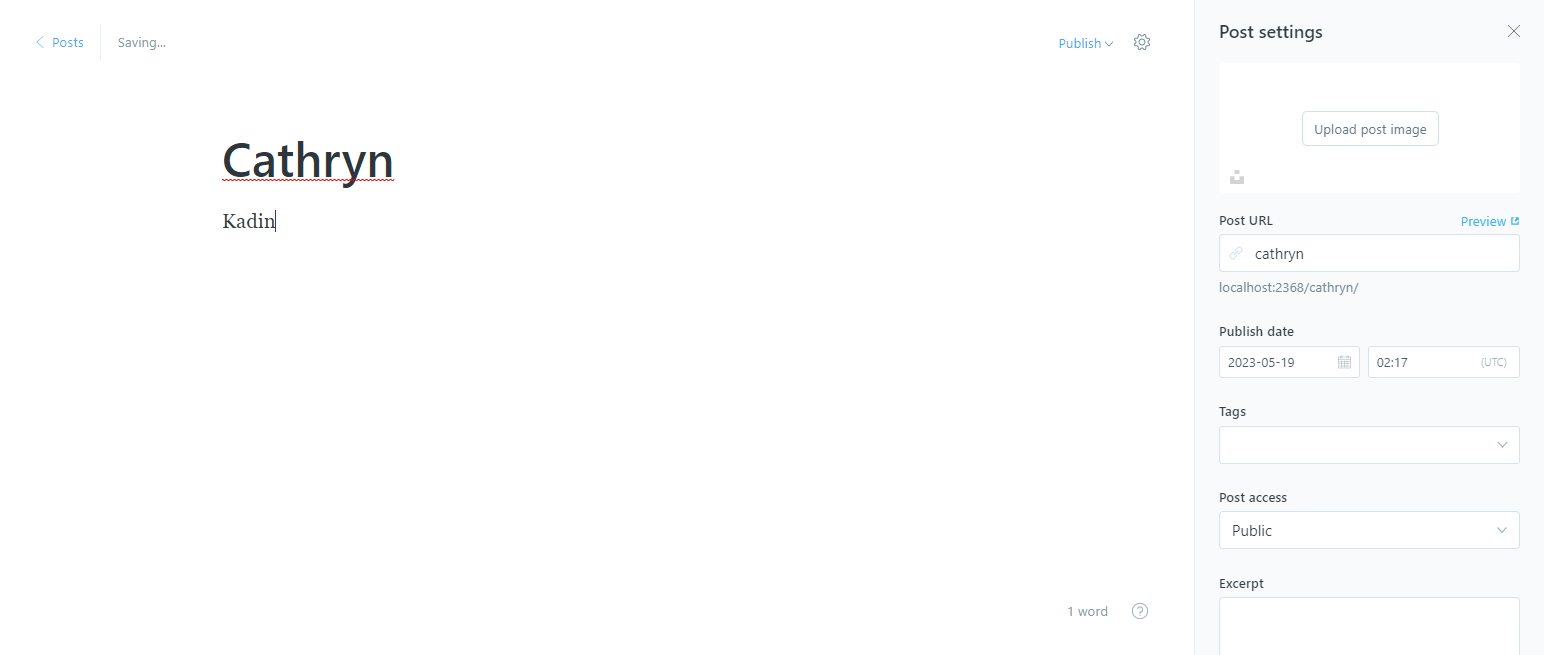 Posts
Saving...
Publish
Cathryn
Kadin
1 word
Post settings
Upload post image
Post URL
Preview
cathryn
localhost:2368/cathryn/
Publish date
2023-05-19
02:17
(UTC)
Tags
Post access
Public
Excerpt